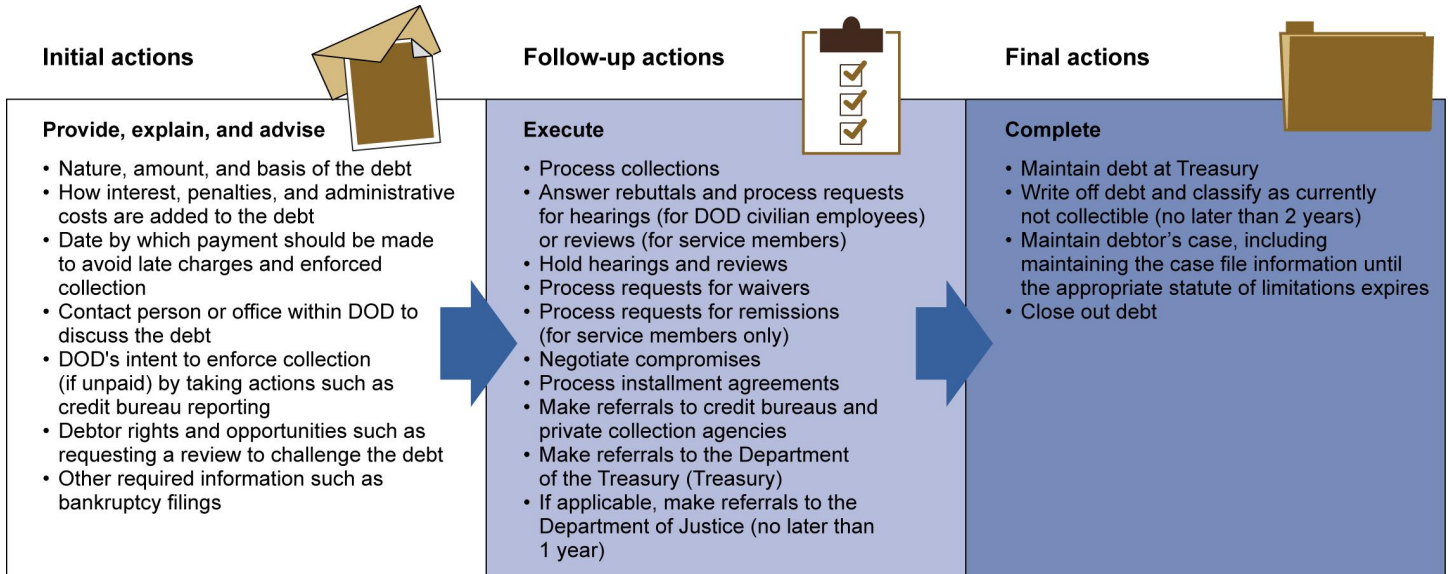 Initial actions
Provide, explain, and advise
• Nature, amount, and basis of the debt
• How interest, penalties, and administrative
costs are added to the debt
• Date by which payment should be made
to avoid late charges and enforced
collection
• Contact person or office within DOD to
discuss the debt
• DOD's intent to enforce collection
(if unpaid) by taking actions such as
credit bureau reporting
• Debtor rights and opportunities such as
requesting a review to challenge the debt
• Other required information such as
bankruptcy filings
Follow-up actions
Execute
• Process collections
• Answer rebuttals and process requests
for hearings (for DOD civilian employees)
or reviews (for service members)
• Hold hearings and reviews
• Process requests for waivers
• Process requests for remissions
(for service members only)
• Negotiate compromises
• Process installment agreements
• Make referrals to credit bureaus and
private collection agencies
• Make referrals to the Department
of the Treasury (Treasury)
• If applicable, make referrals to the
Department of Justice (no later than
1 year)
Final actions
Complete
• Maintain debt at Treasury
• Write off debt and classify as currently
not collectible (no later than 2 years)
• Maintain debtor’s case, including
maintaining the case file information until
the appropriate statute of limitations expires
• Close out debt